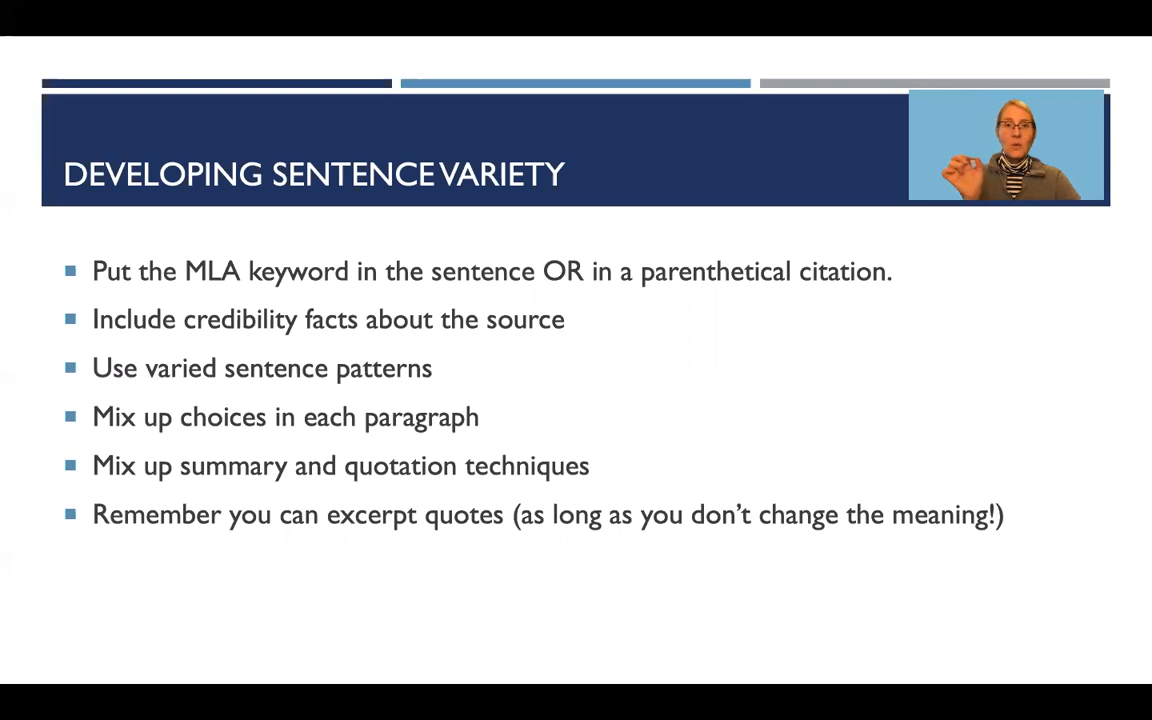 DEVELOPING SENTENCE VARIETY
Put the MLA keyword in the sentence OR in a parenthetical citation.
Include credibility facts about the source
Use varied sentence patterns
Mix up choices in each paragraph
Mix up summary and quotation techniques
Remember you can excerpt quotes (as long as you don’t change the meaning!)